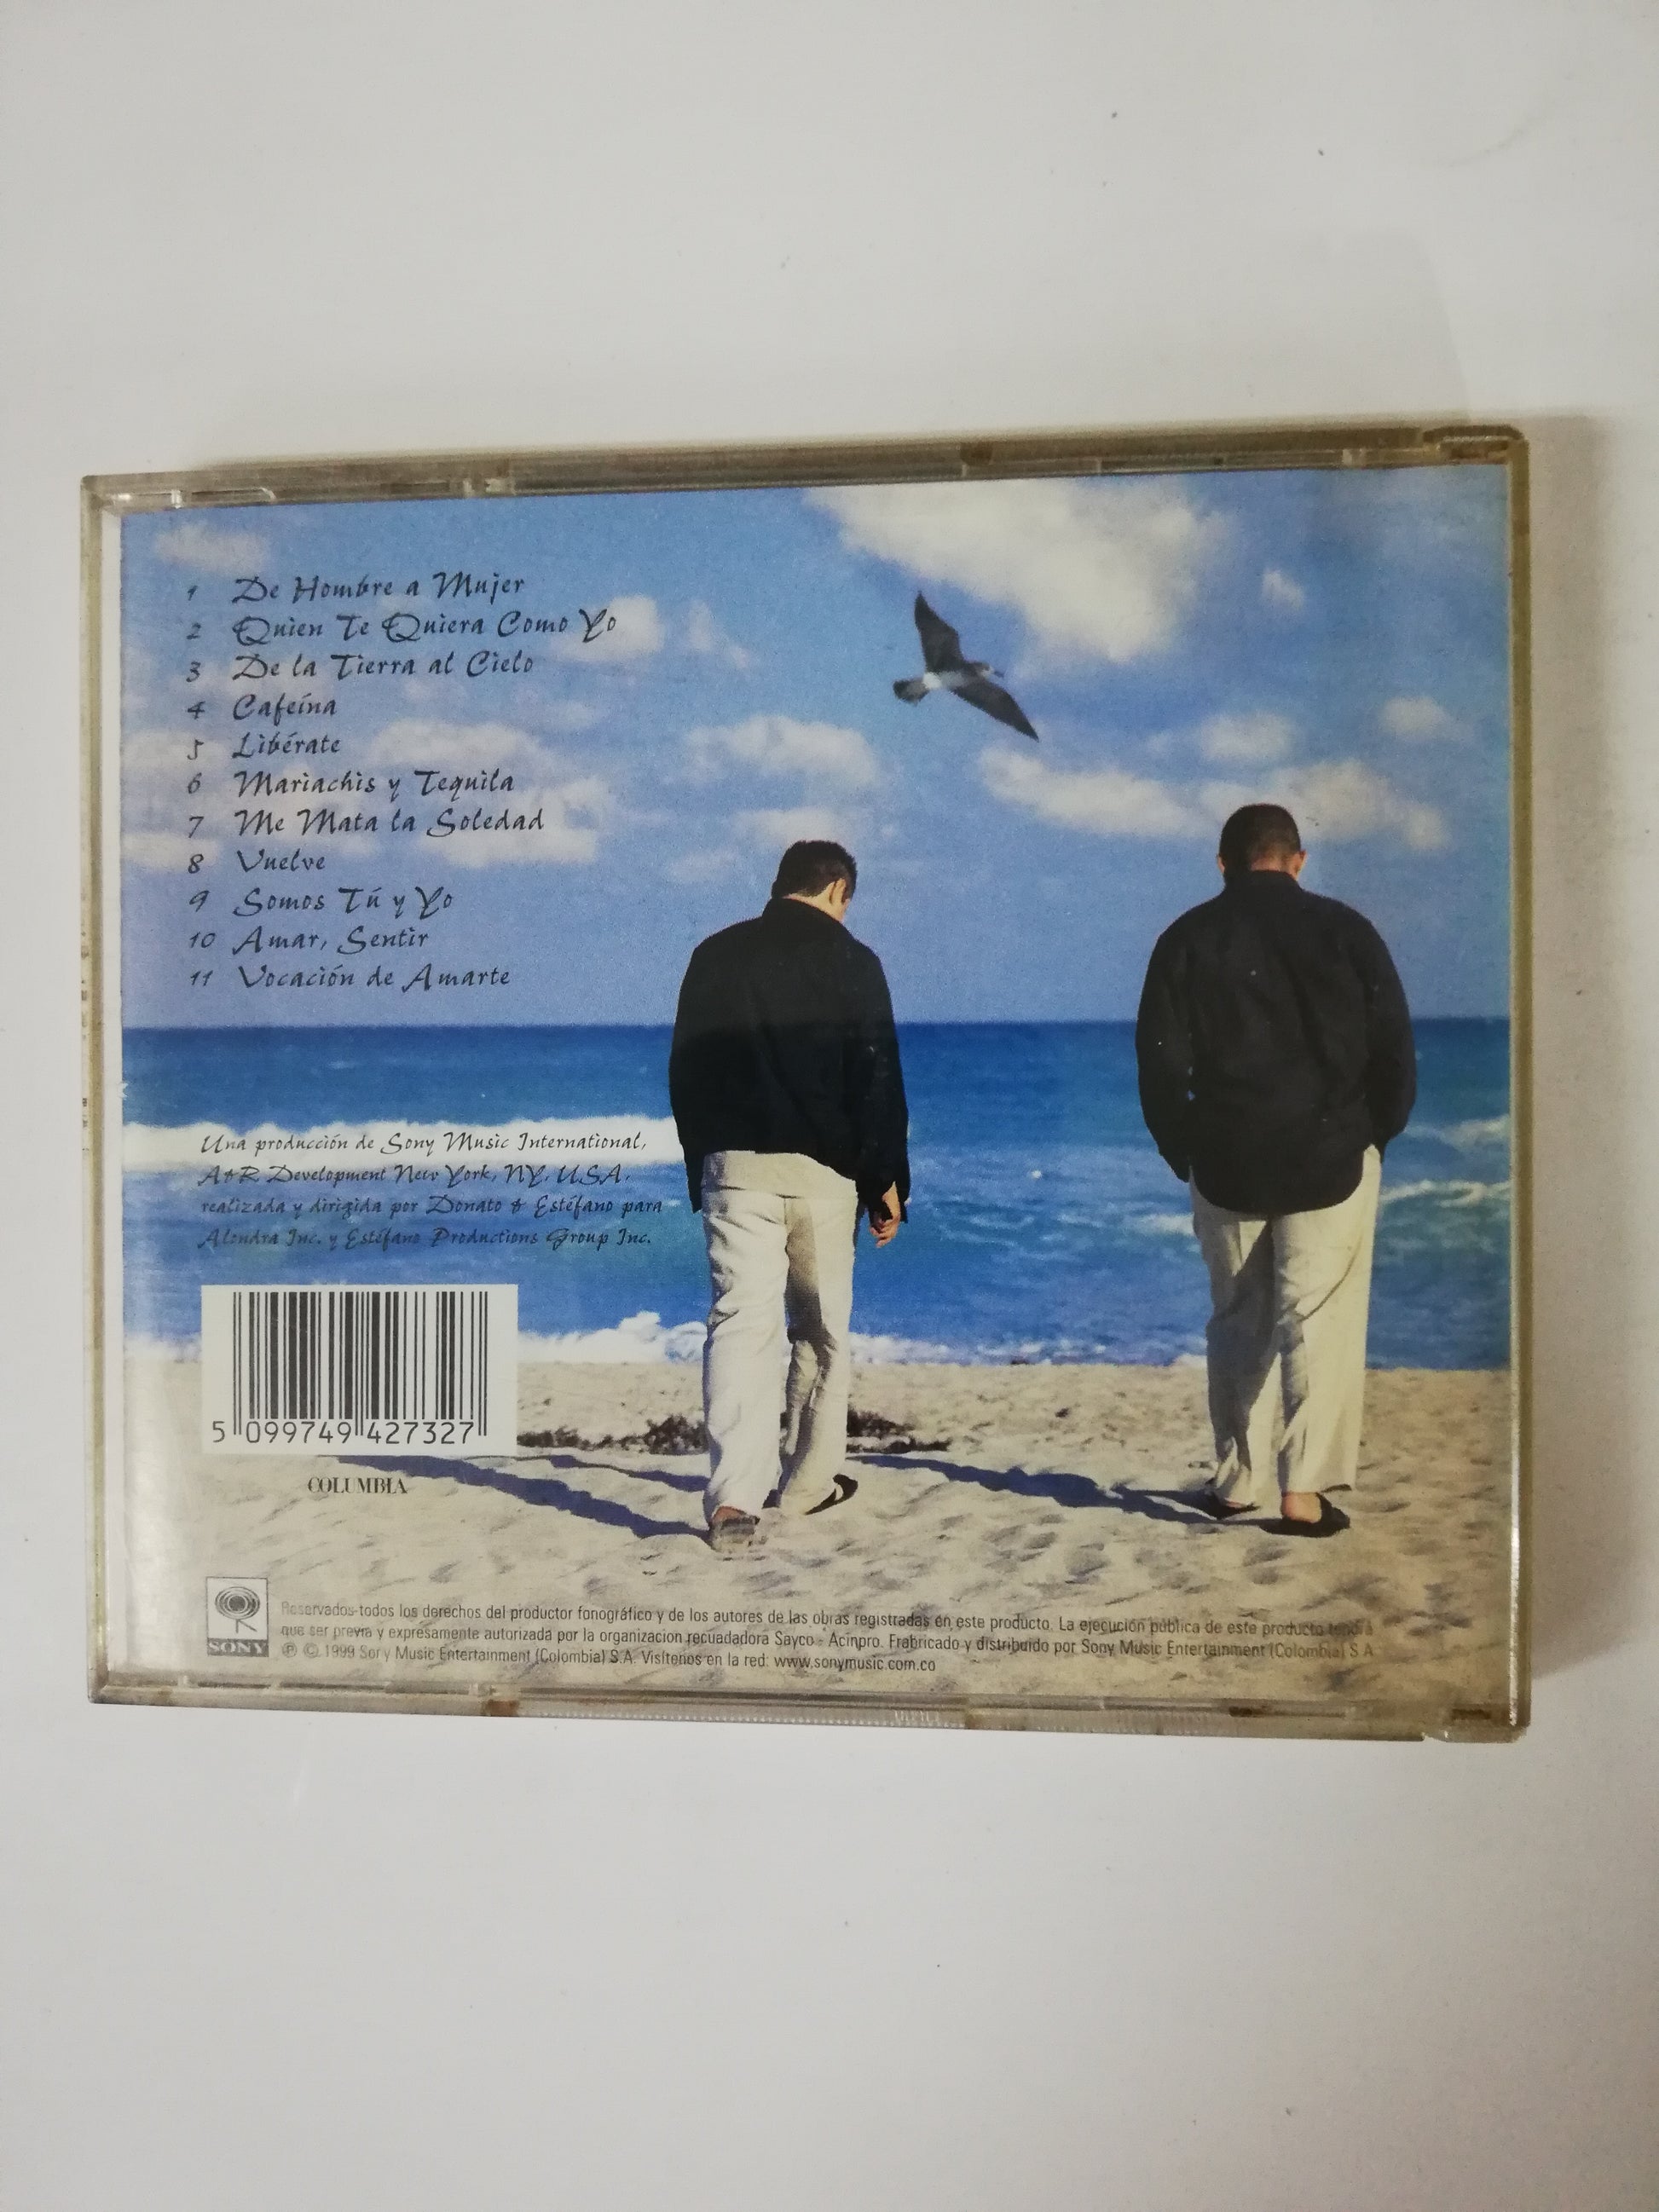 1 De Hombre a Mujer
2 Quien Te Quiera Como Yo
3 De la Tierra al Cielo
4 Cafeína
5 Libérate
6 Mariachis y Tequila
7 Me Mata la Soledad
8 Vuelve
9 Somos Tú y Yo
10 Amar, Sentir
11 Vocación de Amarte
Una producción de Sony Music International,
A&R Development New York, NY, USA,
realizada y dirigida por Donato & Estéfano para
Alondra Inc. y Estéfano Productions Group Inc.
5 099749 427327
COLUMBIA
SONY
Reservados todos los derechos del productor fonográfico y de los autores de las obras registradas en este producto. La ejecución pública de este producto tendrá
que ser previa y expresamente autorizada por la organizacion recuadadora Sayco - Acinpro. Frabricado y distribuido por Sony Music Entertainment (Colombia) S A
℗ © 1999 Sony Music Entertainment (Colombia) S.A. Visítenos en la red: www.sonymusic.com.co